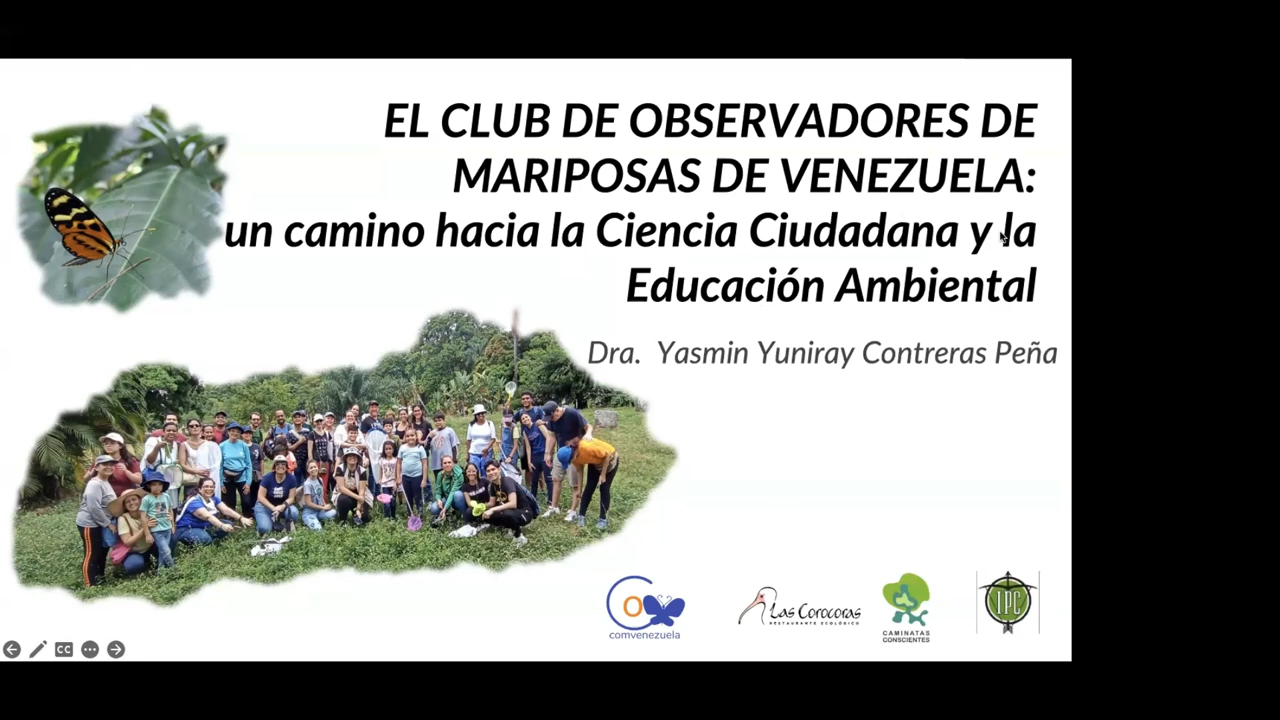 EL CLUB DE OBSERVADORES DE
MARIPOSAS DE VENEZUELA:
un camino hacia la Ciencia Ciudadana y la
Educación Ambiental
Dra. Yasmin Yuniray Contreras Peña
comvenezuela
Las Corocoras
RESTAURANTE ECOLÓGICO
CAMINATAS
CONSCIENTES
IPC
CC